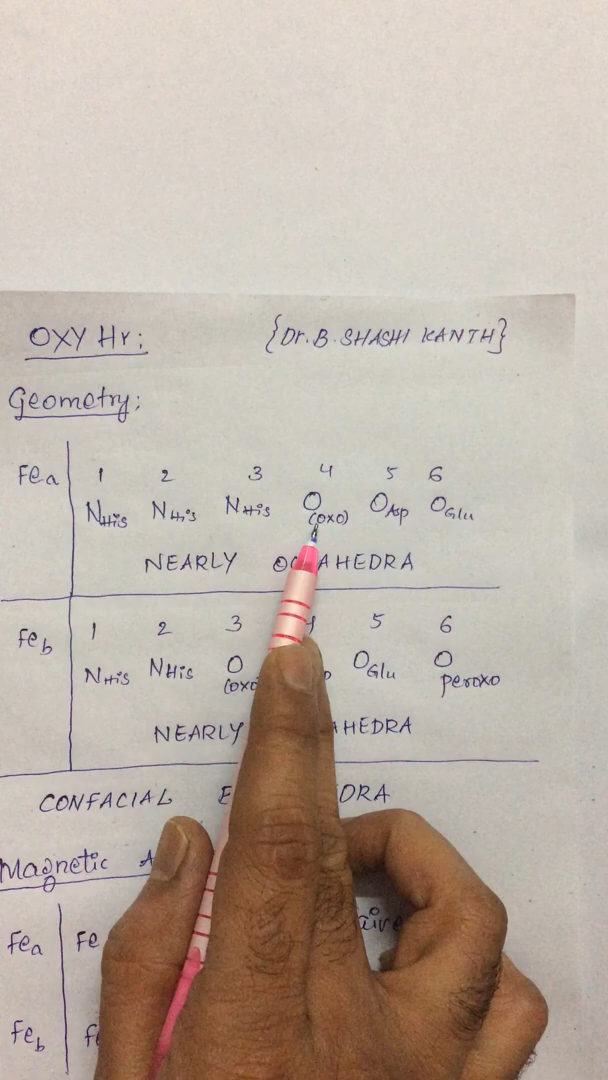 OXY Hr: {Dr. B. SHASHI KANTH}
Geometry:
Fea 1 2 3 4 5 6
NHis NHis NHis O (oxo) OAsp OGlu
NEARLY AHEDRA
Feb 1 2 3 5 6
NHis NHis O (oxo OGlu O peroxo
NEARLY AHEDRA
CONFACIAL DRA
Magnetic
Fea Fe
Feb